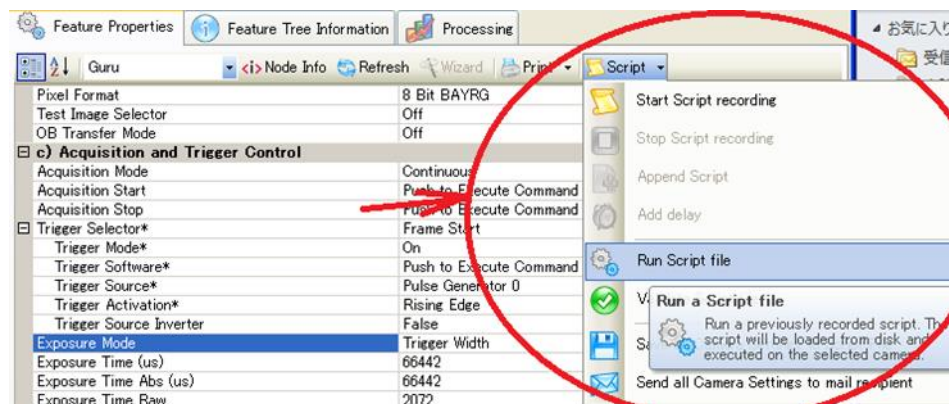 Feature Properties Feature Tree Information Processing
お気に入り
Guru <i> Node Info Refresh Wizard Print Script
受信
Pixel Format 8 Bit BAYRG
Test Image Selector Off
OB Transfer Mode Off
c) Acquisition and Trigger Control
Acquisition Mode Continuous
Acquisition Start Push to Execute Command
Acquisition Stop Push to Execute Command
Trigger Selector* Frame Start
Trigger Mode* On
Trigger Software* Push to Execute Command
Trigger Source* Pulse Generator 0
Trigger Activation* Rising Edge
Trigger Source Inverter False
Exposure Mode Trigger Width
Exposure Time (us) 66442
Exposure Time Abs (us) 66442
Exposure Time Raw 2072
Start Script recording
Stop Script recording
Append Script
Add delay
Run Script file
Run a Script file
Run a previously recorded script. Th
script will be loaded from disk and
executed on the selected camera.
Send all Camera Settings to mail recipient